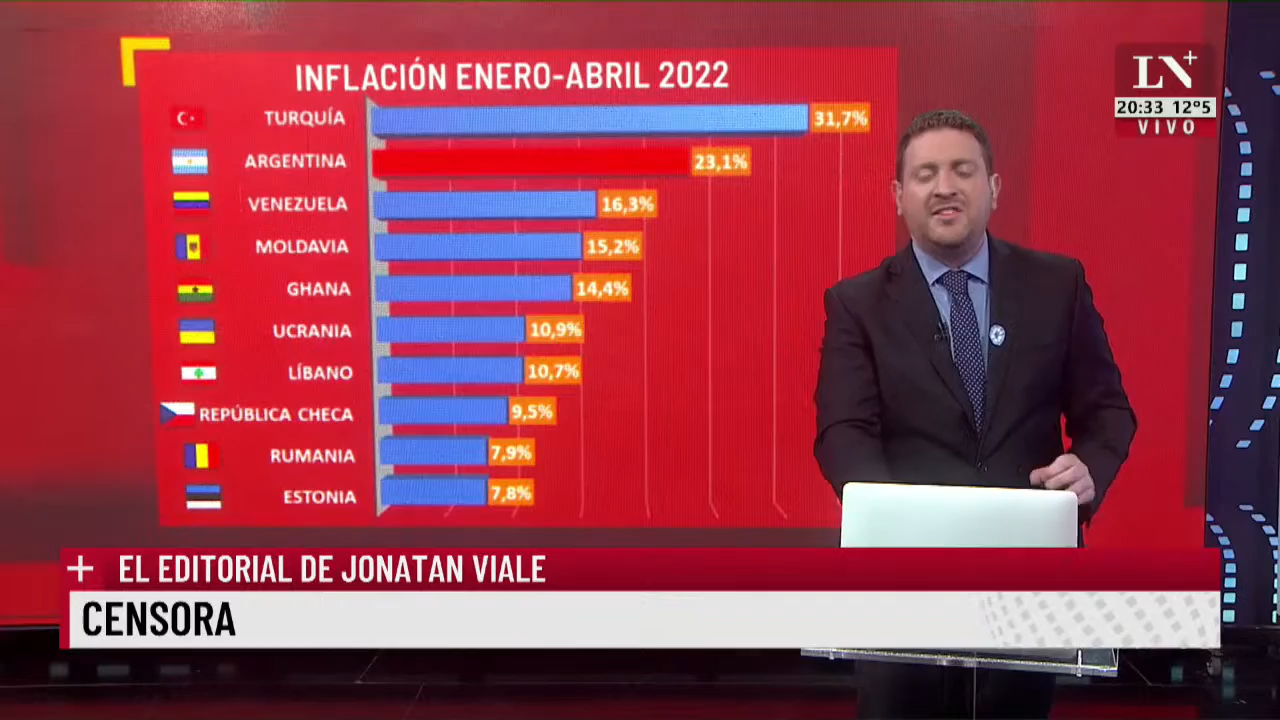 INFLACIÓN ENERO-ABRIL 2022
TURQUÍA 31,7%
ARGENTINA 23,1%
VENEZUELA 16,3%
MOLDAVIA 15,2%
GHANA 14,4%
UCRANIA 10,9%
LÍBANO 10,7%
REPÚBLICA CHECA 9,5%
RUMANIA 7,9%
ESTONIA 7,8%
LN+
20:33 12°5
VIVO
+ EL EDITORIAL DE JONATAN VIALE
CENSORA